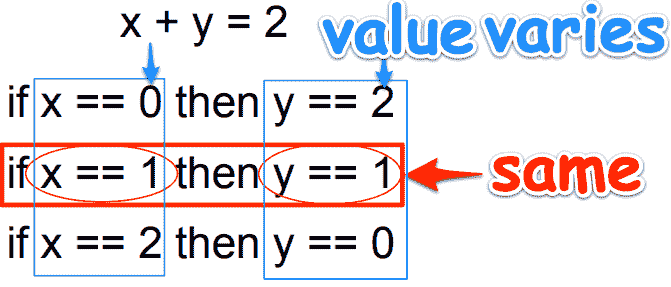 x + y = 2
value varies
if x == 0 then y == 2
if x == 1 then y == 1
same
if x == 2 then y == 0